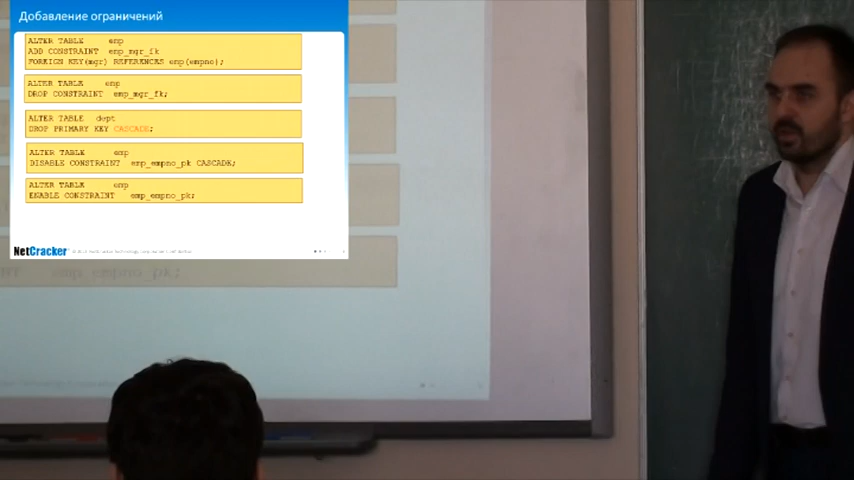 Добавление ограничений
ALTER TABLE emp
ADD CONSTRAINT emp_mgr_fk
FOREIGN KEY(mgr) REFERENCES emp(empno);
ALTER TABLE emp
DROP CONSTRAINT emp_mgr_fk;
ALTER TABLE dept
DROP PRIMARY KEY CASCADE;
ALTER TABLE emp
DISABLE CONSTRAINT emp_empno_pk CASCADE;
ALTER TABLE emp
ENABLE CONSTRAINT emp_empno_pk;
NetCracker
emp_empno_pk;